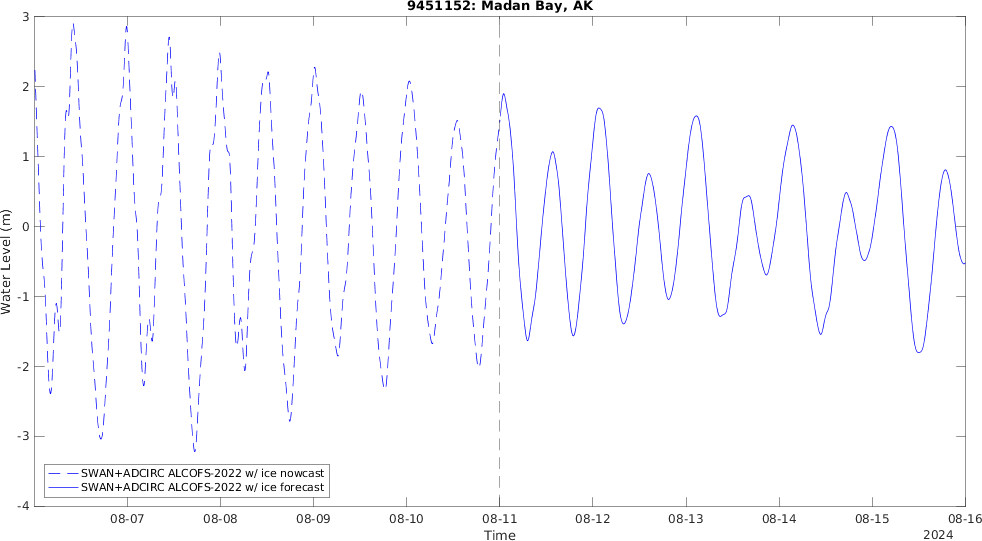 9451152: Madan Bay, AK
3
2
1
0
-1
-2
-3
-4
Water Level (m)
SWAN+ADCIRC ALCOFS-2022 w/ ice nowcast
SWAN+ADCIRC ALCOFS-2022 w/ ice forecast
08-07 08-08 08-09 08-10 08-11 08-12 08-13 08-14 08-15 08-16
Time
2024